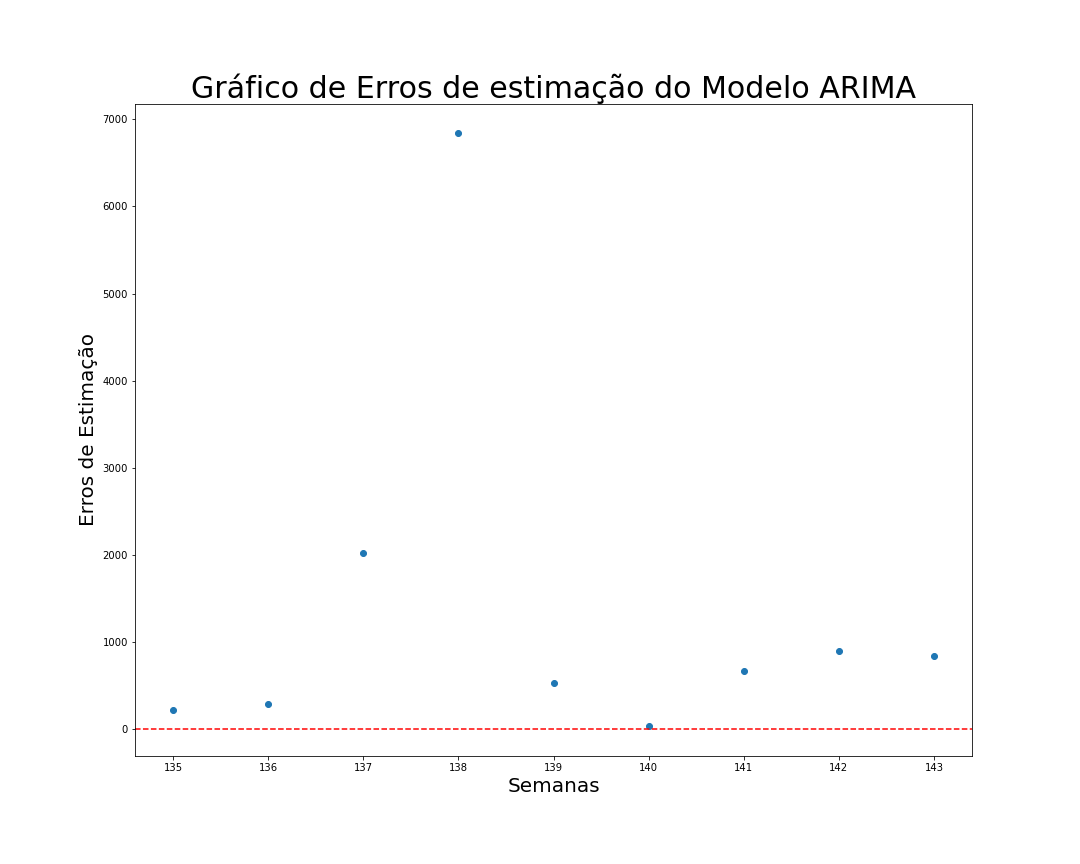 Gráfico de Erros de estimação do Modelo ARIMA
7000
6000
5000
4000
3000
2000
1000
0
Erros de Estimação
135 136 137 138 139 140 141 142 143
Semanas